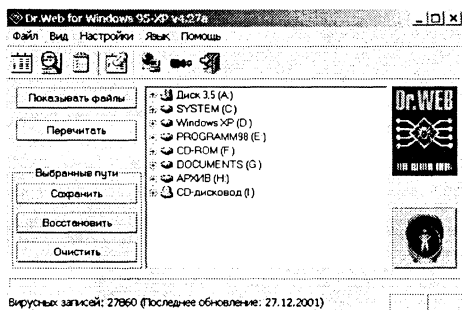 Dr.Web for Windows 95-XP v4.27a
Файл Вид Настройки Язык Помощь
Показывать файлы
Перечитать
Выбранные пути
Сохранить
Восстановить
Очистить
Диск 3.5 (A:)
SYSTEM (C:)
Windows XP (D:)
PROGRAMM98 (E:)
CD-ROM (F:)
DOCUMENTS (G:)
АРХИВ (H:)
CD-дисковод (I:)
Dr.WEB
Вирусных записей: 27860 (Последнее обновление: 27.12.2001)